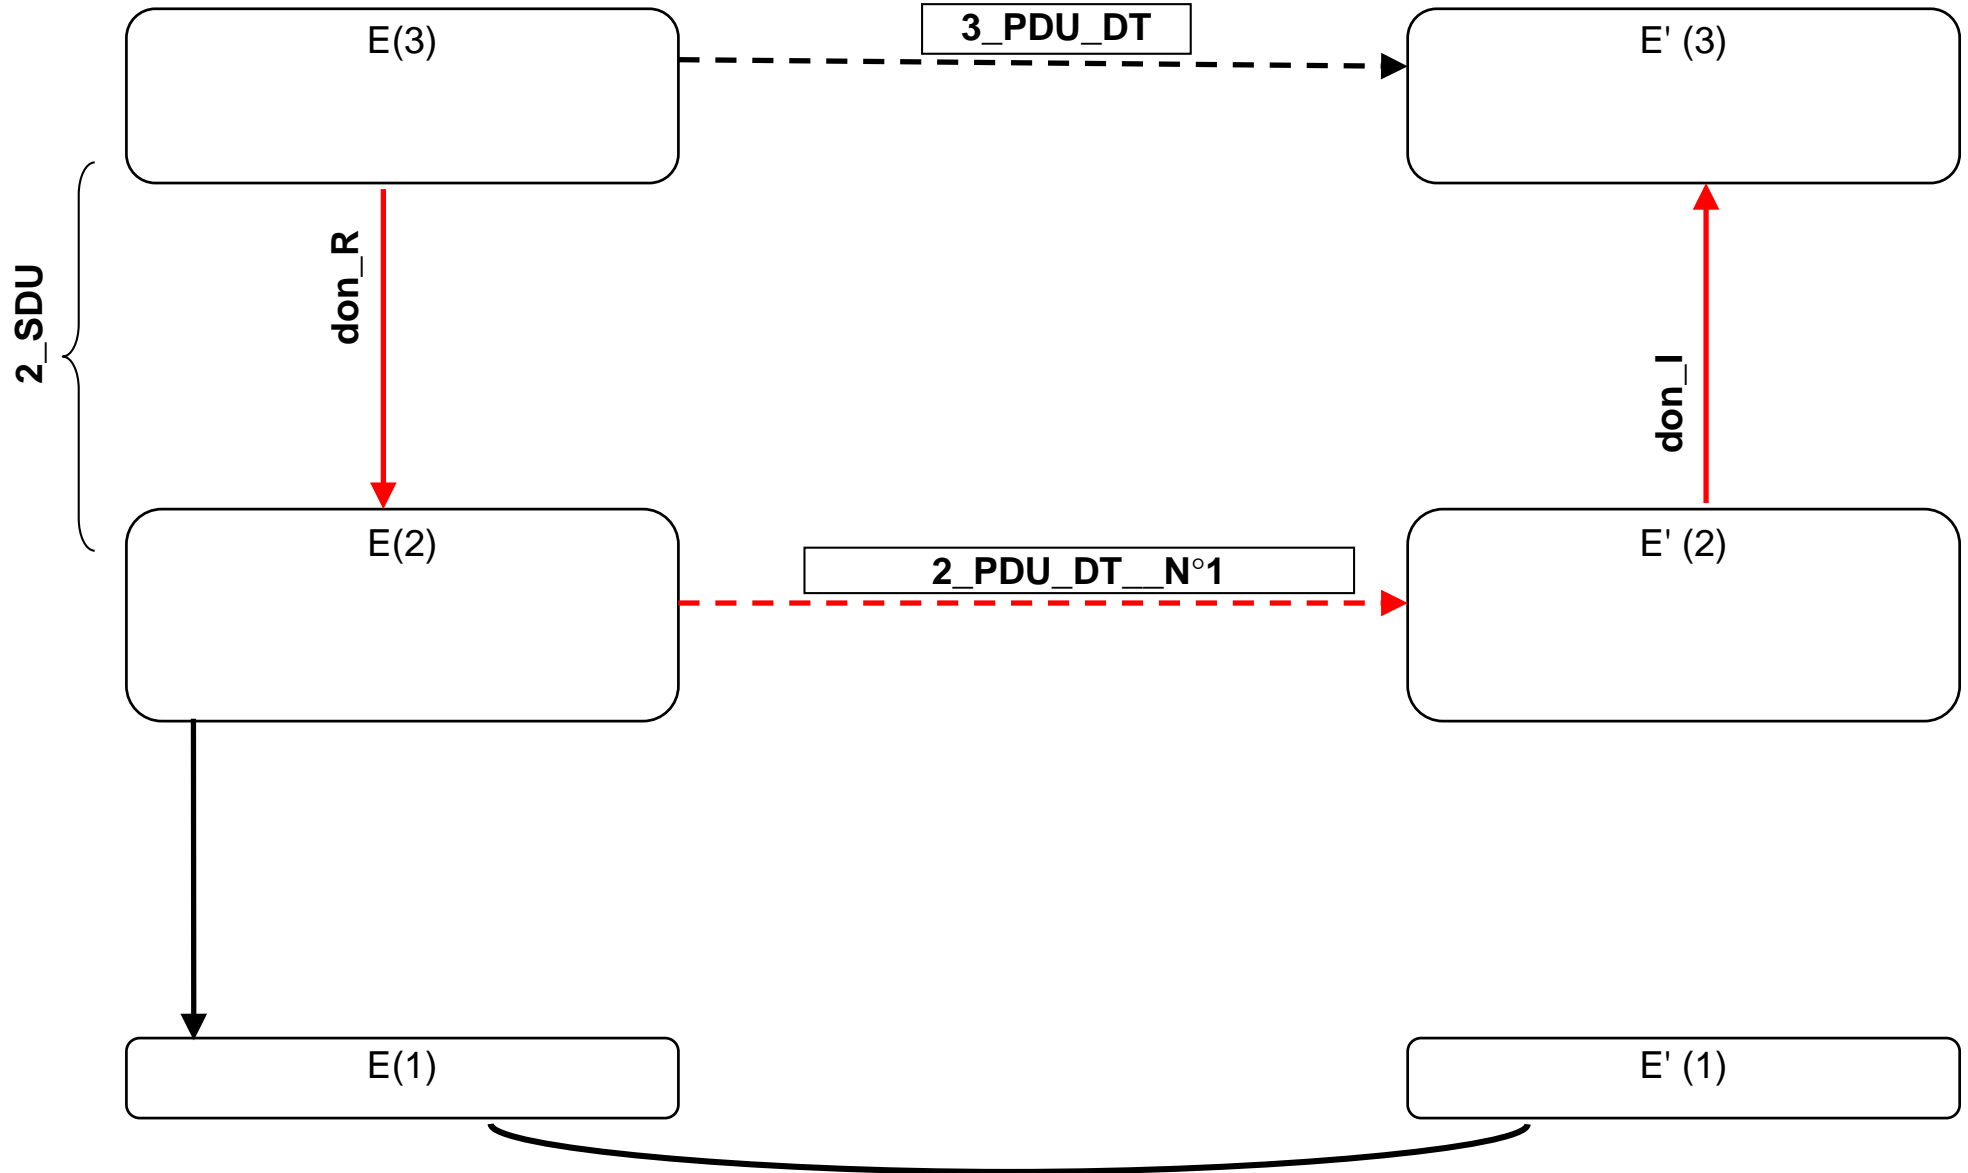 E(3)
3_PDU_DT
E' (3)
2_SDU
don_R
don_I
E(2)
2_PDU_DT__N°1
E' (2)
E(1)
E' (1)